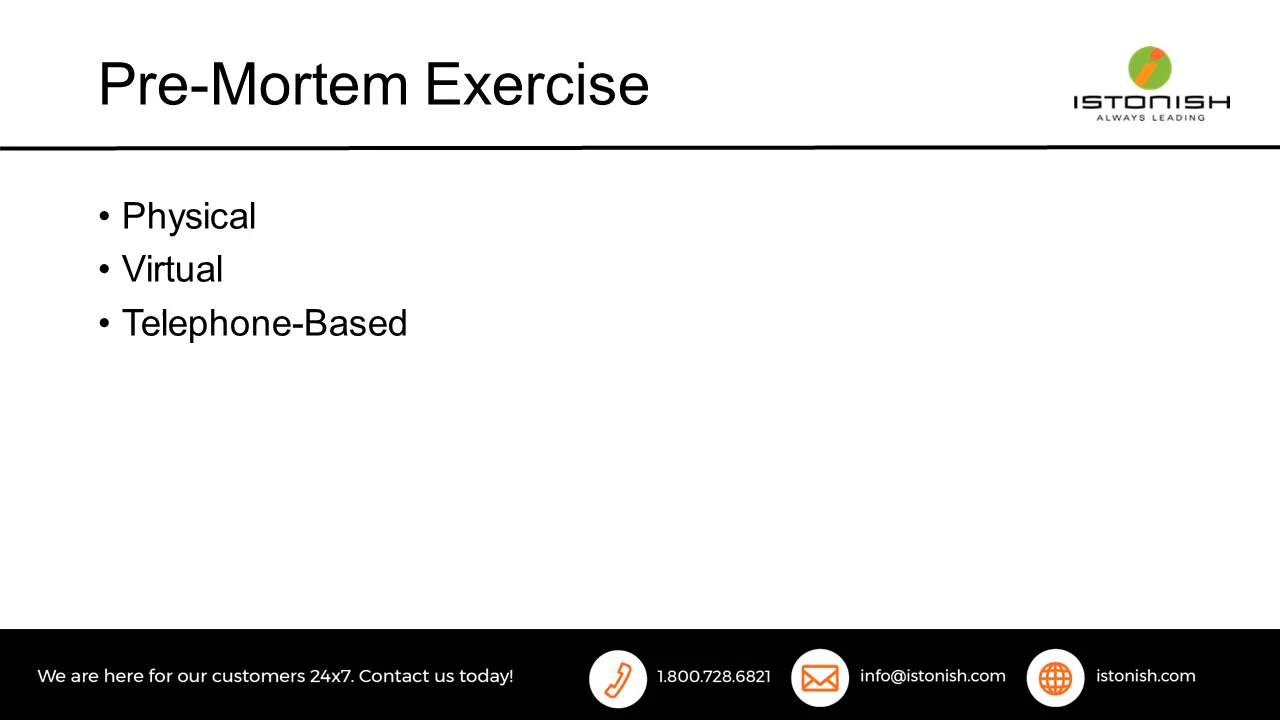 Pre-Mortem Exercise
ISTONISH
ALWAYS LEADING
• Physical
• Virtual
• Telephone-Based
We are here for our customers 24x7. Contact us today!
1.800.728.6821
info@istonish.com
istonish.com